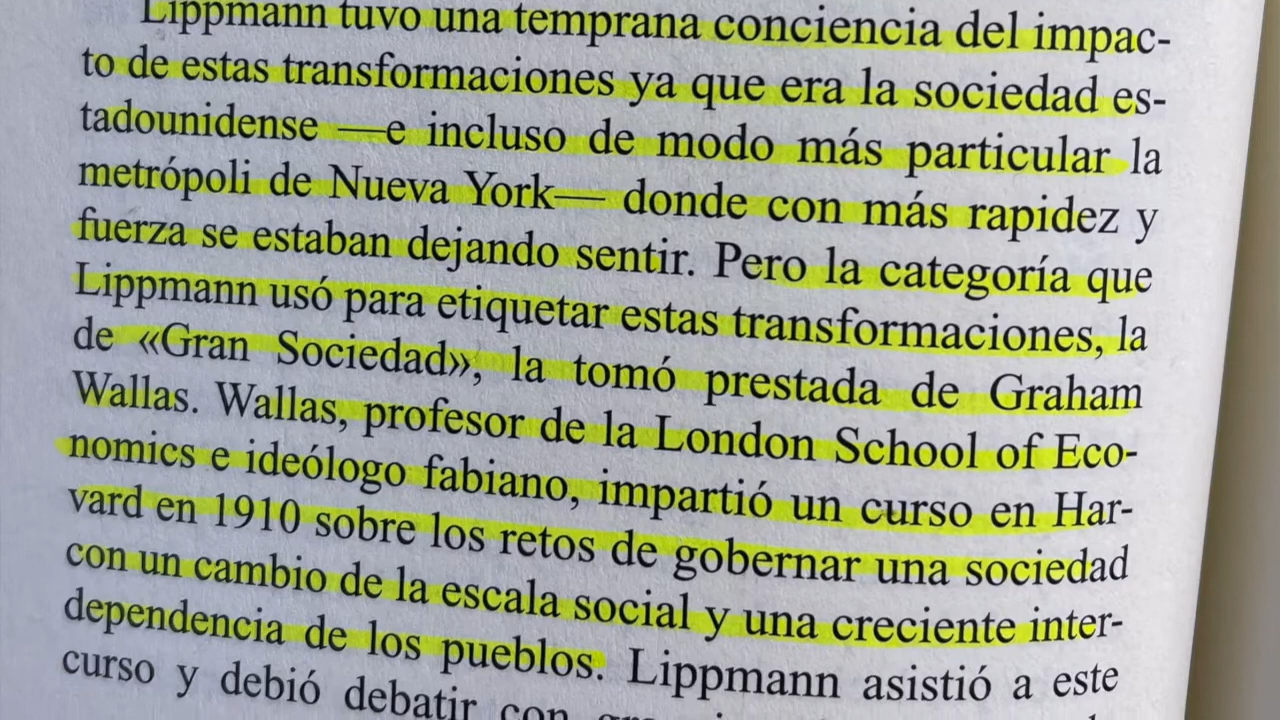 Lippmann tuvo una temprana conciencia del impac-
to de estas transformaciones ya que era la sociedad es-
tadounidense —e incluso de modo más particular la
metrópoli de Nueva York— donde con más rapidez y
fuerza se estaban dejando sentir. Pero la categoría que
Lippmann usó para etiquetar estas transformaciones, la
de «Gran Sociedad», la tomó prestada de Graham
Wallas. Wallas, profesor de la London School of Eco-
nomics e ideólogo fabiano, impartió un curso en Har-
vard en 1910 sobre los retos de gobernar una sociedad
con un cambio de la escala social y una creciente inter-
dependencia de los pueblos. Lippmann asistió a este
curso y debió debatir con